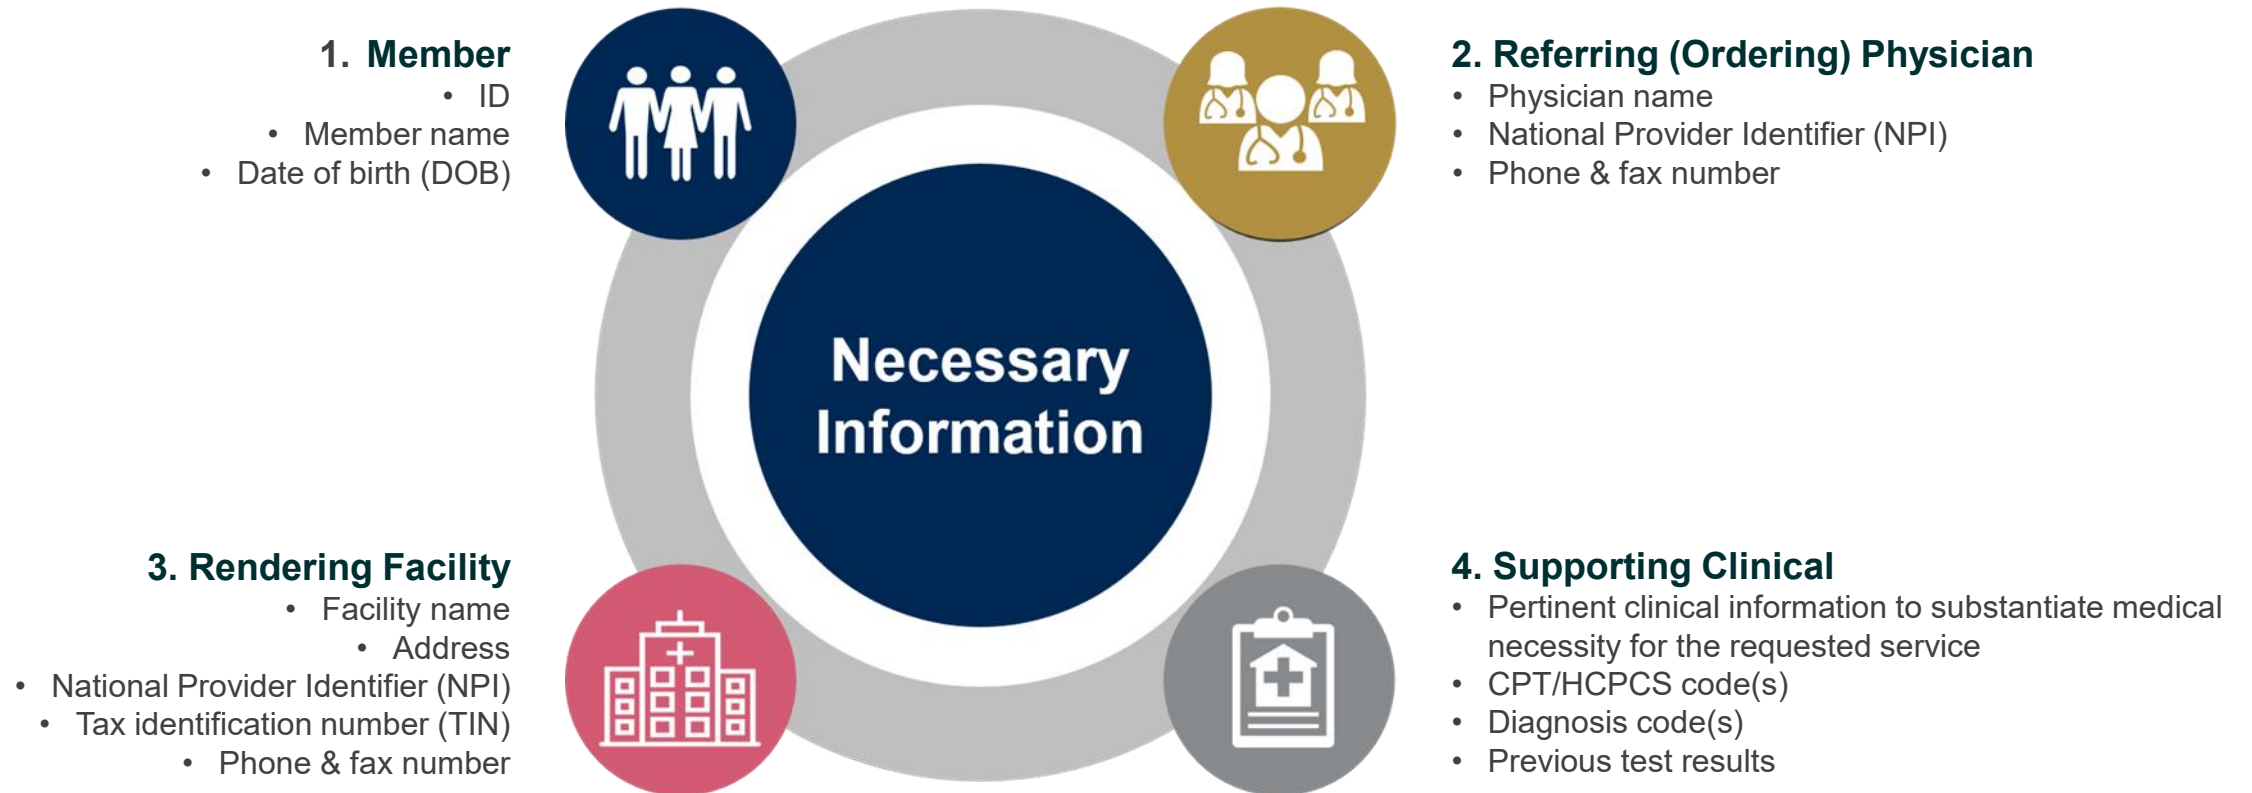 1. Member
• ID
• Member name
• Date of birth (DOB)
2. Referring (Ordering) Physician
• Physician name
• National Provider Identifier (NPI)
• Phone & fax number
Necessary
Information
3. Rendering Facility
• Facility name
• Address
• National Provider Identifier (NPI)
• Tax identification number (TIN)
• Phone & fax number
4. Supporting Clinical
• Pertinent clinical information to substantiate medical
necessity for the requested service
• CPT/HCPCS code(s)
• Diagnosis code(s)
• Previous test results